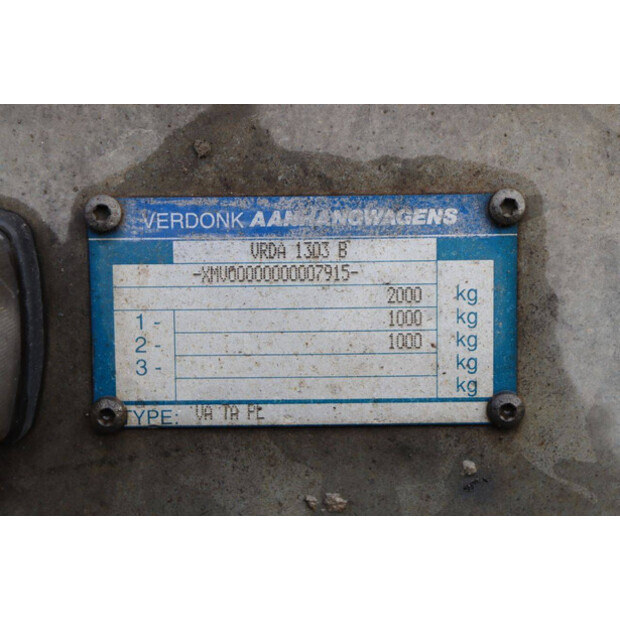 VERDONK AANHANGWAGENS
VRDA 1303 B
-XMV00000000007915-
2000 kg
1 - 1000 kg
2 - 1000 kg
3 - kg
kg
TYPE: VA TA PL